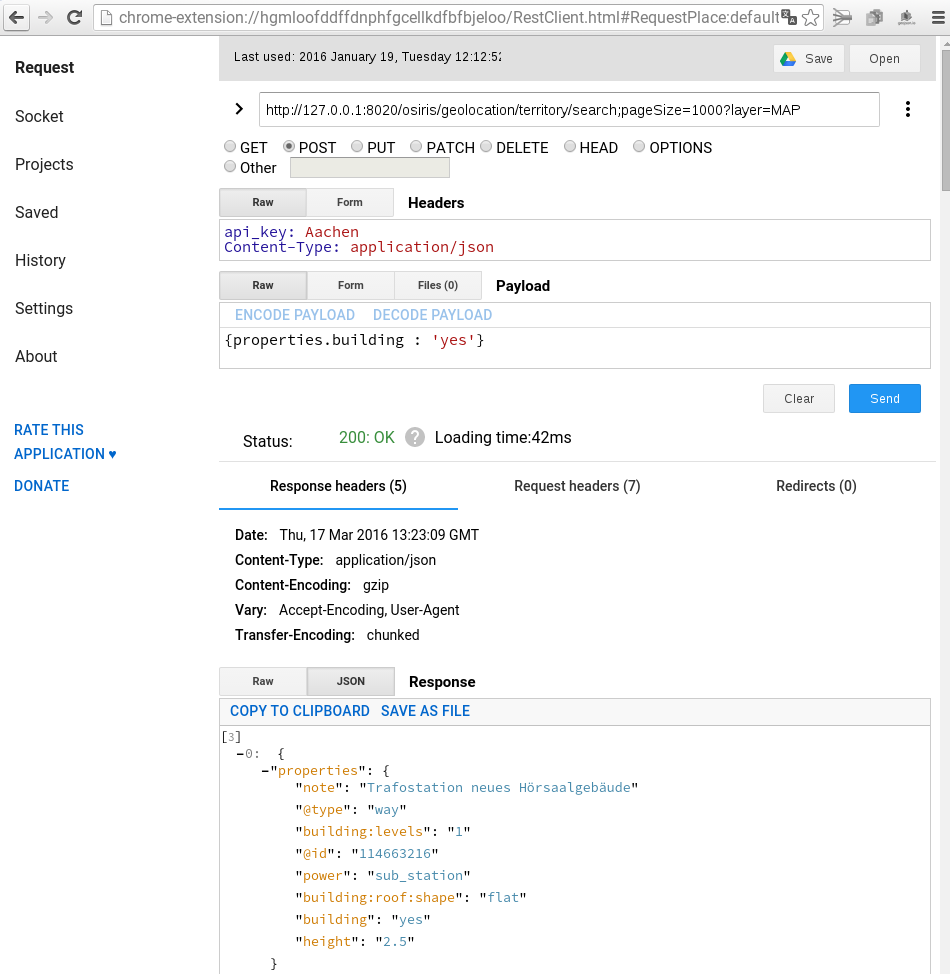 chrome-extension://hgmloofddffdnphfgcellkdfbfbjeloo/RestClient.html#RequestPlace:default
Request
Socket
Projects
Saved
History
Settings
About
RATE THIS
APPLICATION ♥
DONATE
Last used: 2016 January 19, Tuesday 12:12:52
Save
Open
http://127.0.0.1:8020/osiris/geolocation/territory/search;pageSize=1000?layer=MAP
GET POST PUT PATCH DELETE HEAD OPTIONS
Other
Raw Form Headers
api_key: Aachen
Content-Type: application/json
Raw Form Files (0) Payload
ENCODE PAYLOAD DECODE PAYLOAD
{properties.building : 'yes'}
Clear Send
Status: 200: OK ? Loading time:42ms
Response headers (5) Request headers (7) Redirects (0)
Date: Thu, 17 Mar 2016 13:23:09 GMT
Content-Type: application/json
Content-Encoding: gzip
Vary: Accept-Encoding, User-Agent
Transfer-Encoding: chunked
Raw JSON Response
COPY TO CLIPBOARD SAVE AS FILE
[3]
−0: {
−"properties": {
"note": "Trafostation neues Hörsaalgebäude"
"@type": "way"
"building:levels": "1"
"@id": "114663216"
"power": "sub_station"
"building:roof:shape": "flat"
"building": "yes"
"height": "2.5"
}